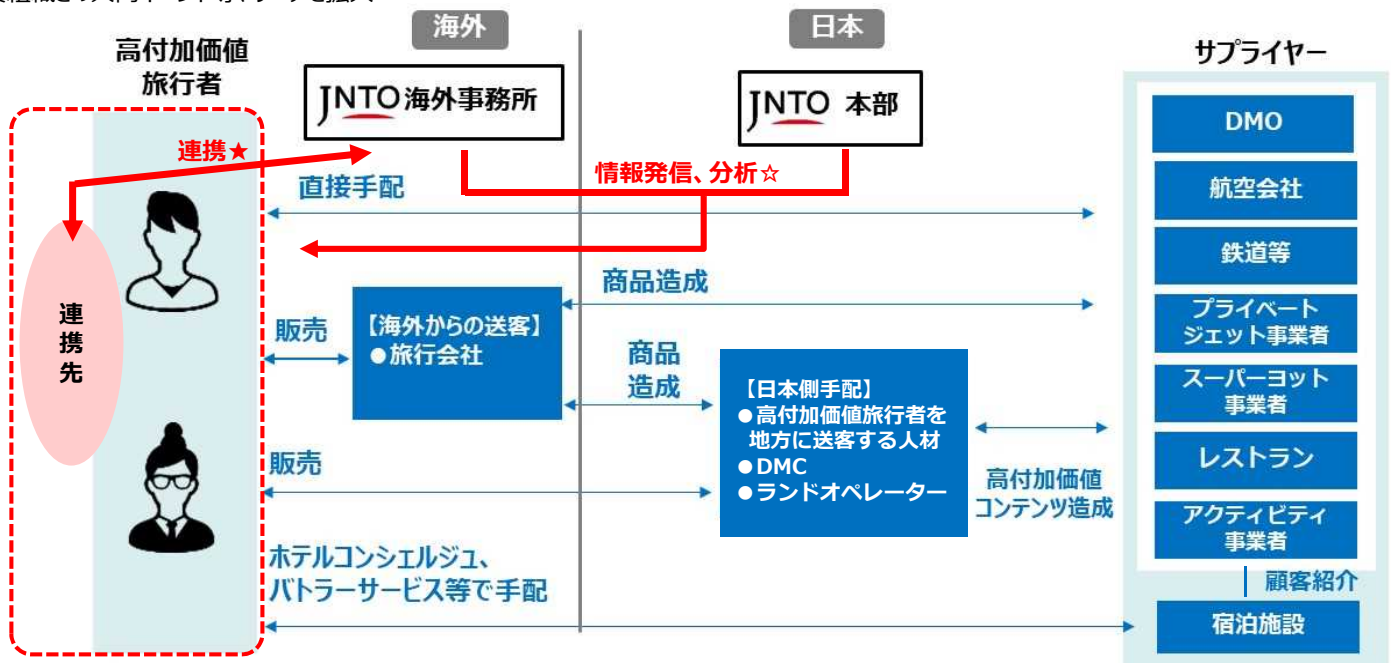 海外
日本
高付加価値
旅行者
サプライヤー
JNTO海外事務所
JNTO 本部
連携★
情報発信、分析☆
直接手配
連携先
商品造成
販売
【海外からの送客】
●旅行会社
商品
造成
【日本側手配】
●高付加価値旅行者を
地方に送客する人材
●DMC
●ランドオペレーター
販売
高付加価値
コンテンツ造成
ホテルコンシェルジュ、
バトラーサービス等で手配
DMO
航空会社
鉄道等
プライベート
ジェット事業者
スーパーヨット
事業者
レストラン
アクティビティ
事業者
顧客紹介
宿泊施設